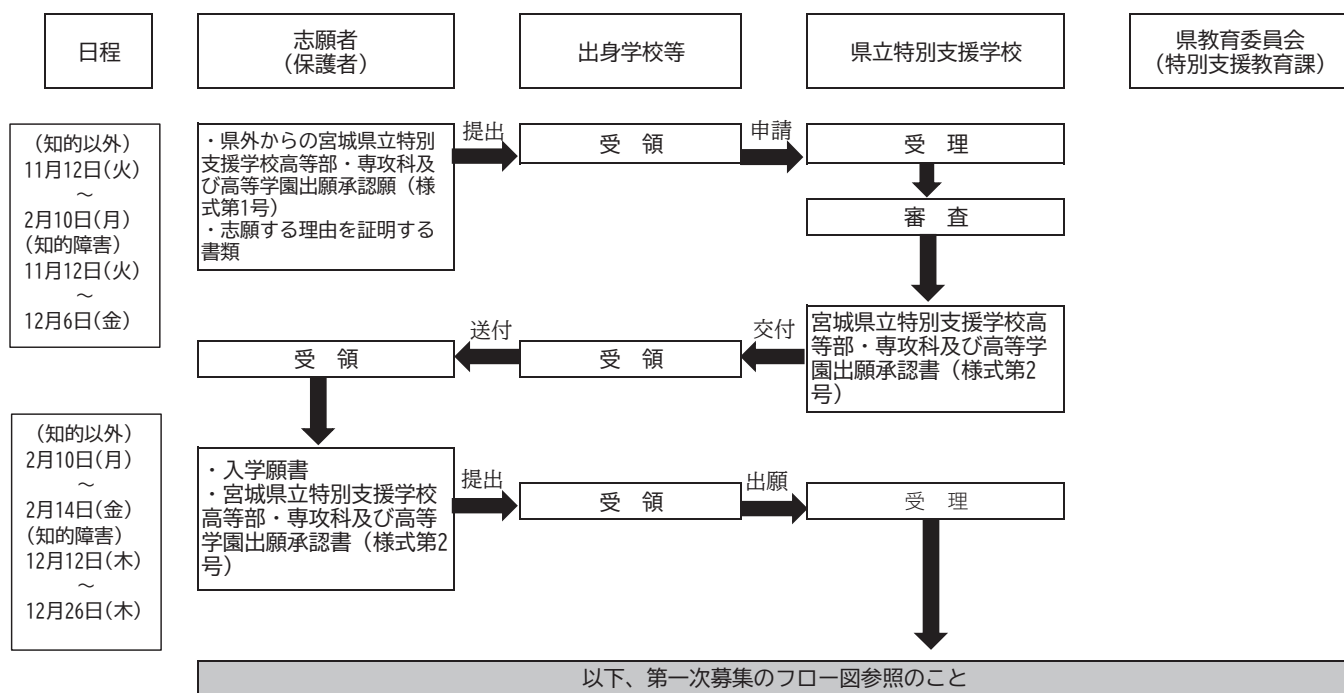 日程
志願者
（保護者）
出身学校等
県立特別支援学校
県教育委員会
（特別支援教育課）
（知的以外）
11月12日(火)
～
2月10日(月)
(知的障害)
11月12日(火)
～
12月6日(金)
・県外からの宮城県立特別
支援学校高等部・専攻科及
び高等学園出願承認願（様
式第1号）
・志願する理由を証明する
書類
提出
受　領
申請
受　理
審　査
宮城県立特別支援学校高
等部・専攻科及び高等学
園出願承認書（様式第2
号）
交付
受　領
送付
受　領
（知的以外）
2月10日(月)
～
2月14日(金)
(知的障害)
12月12日(木)
～
12月26日(木)
・入学願書
・宮城県立特別支援学校
高等部・専攻科及び高等
学園出願承認書（様式第2
号）
提出
受　領
出願
受　理
以下、第一次募集のフロー図参照のこと